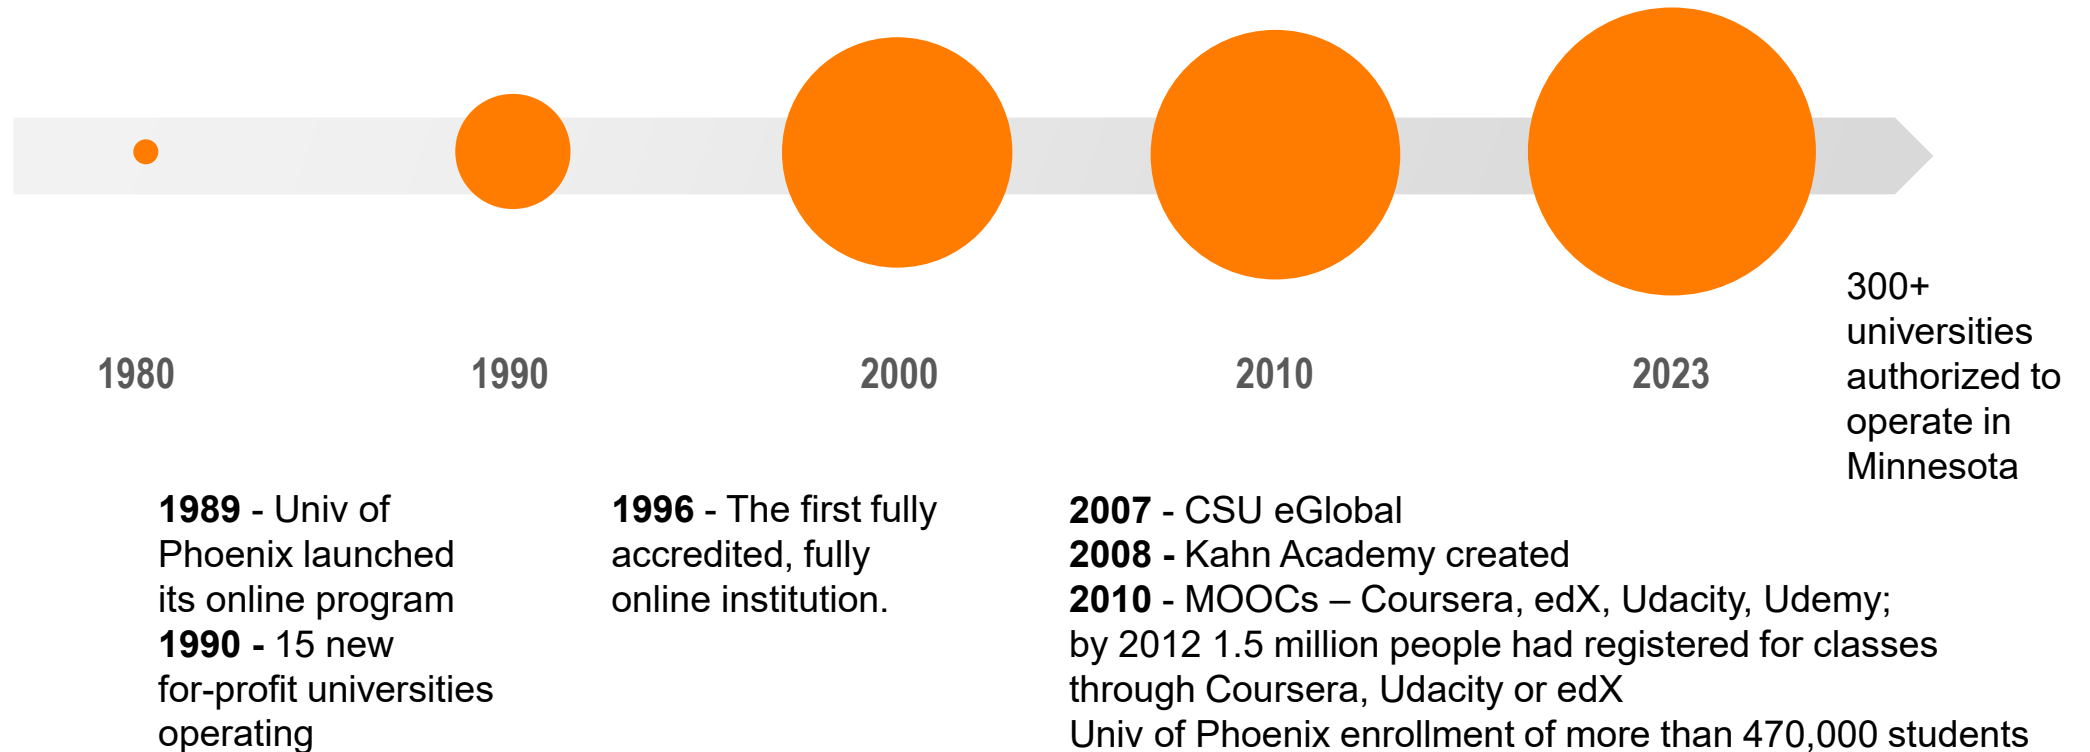 1980
1990
2000
2010
2023
300+
universities
authorized to
operate in
Minnesota
1989 - Univ of
Phoenix launched
its online program
1990 - 15 new
for-profit universities
operating
1996 - The first fully
accredited, fully
online institution.
2007 - CSU eGlobal
2008 - Kahn Academy created
2010 - MOOCs – Coursera, edX, Udacity, Udemy;
by 2012 1.5 million people had registered for classes
through Coursera, Udacity or edX
Univ of Phoenix enrollment of more than 470,000 students